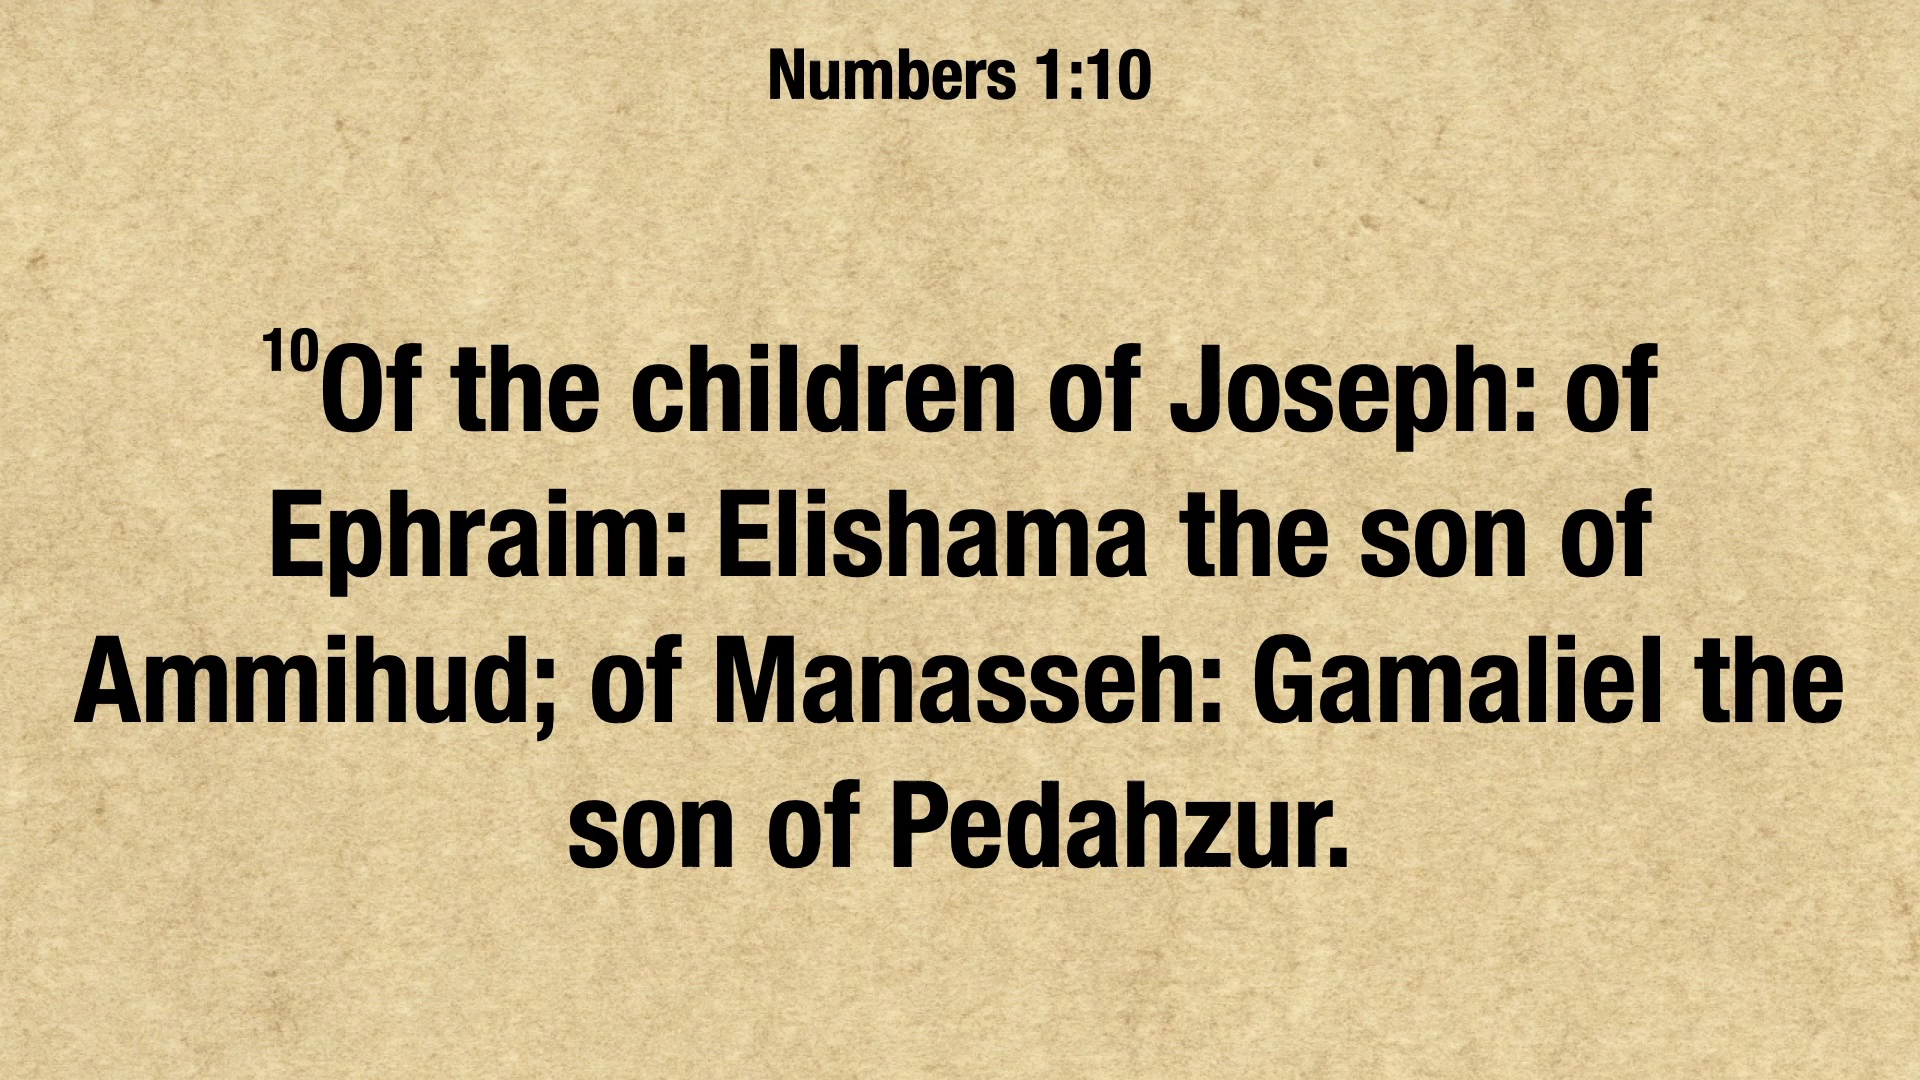 Numbers 1:10
10Of the children of Joseph: of
Ephraim: Elishama the son of
Ammihud; of Manasseh: Gamaliel the
son of Pedahzur.